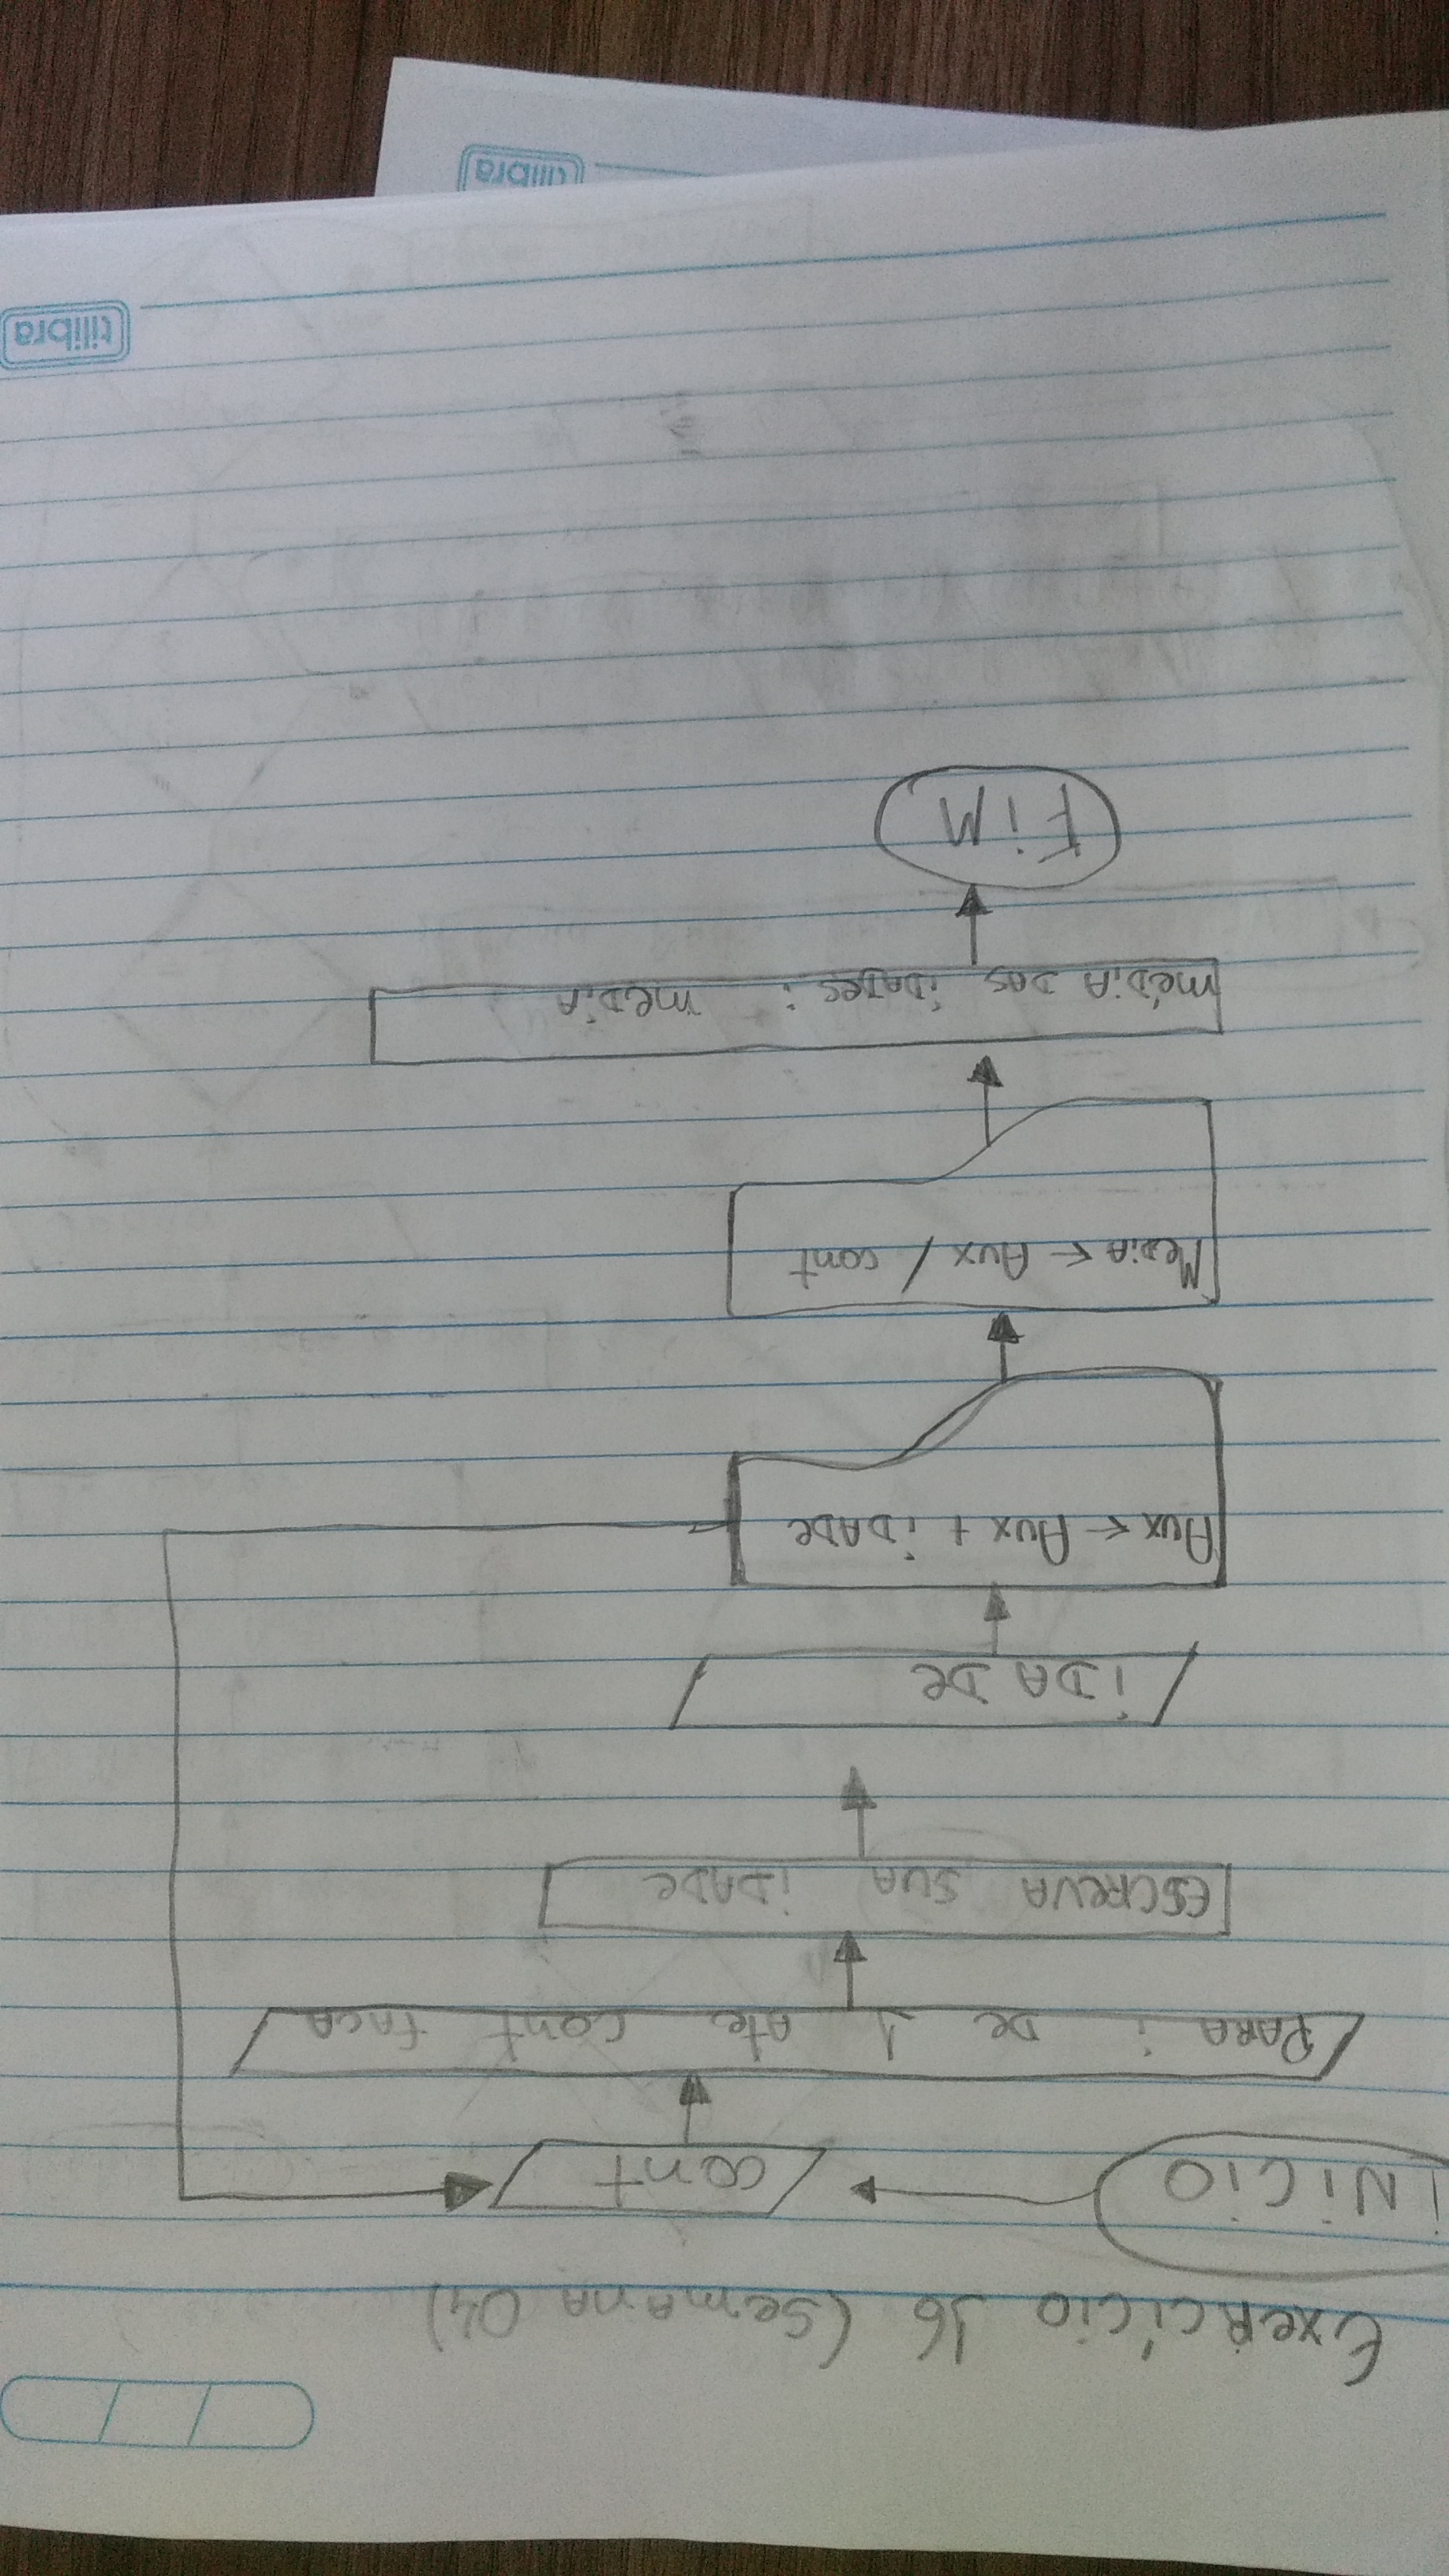 Exercício 16 (Semana 04)
INICIO
cont
PARA i DE 1 Ate cont FACA
ESCREVA SUA iDADE
iDADE
Aux ← Aux + iDADE
MEDiA ← Aux / cont
méDiA DAS iDADES: meDiA
FiM
tilibra
tilibra